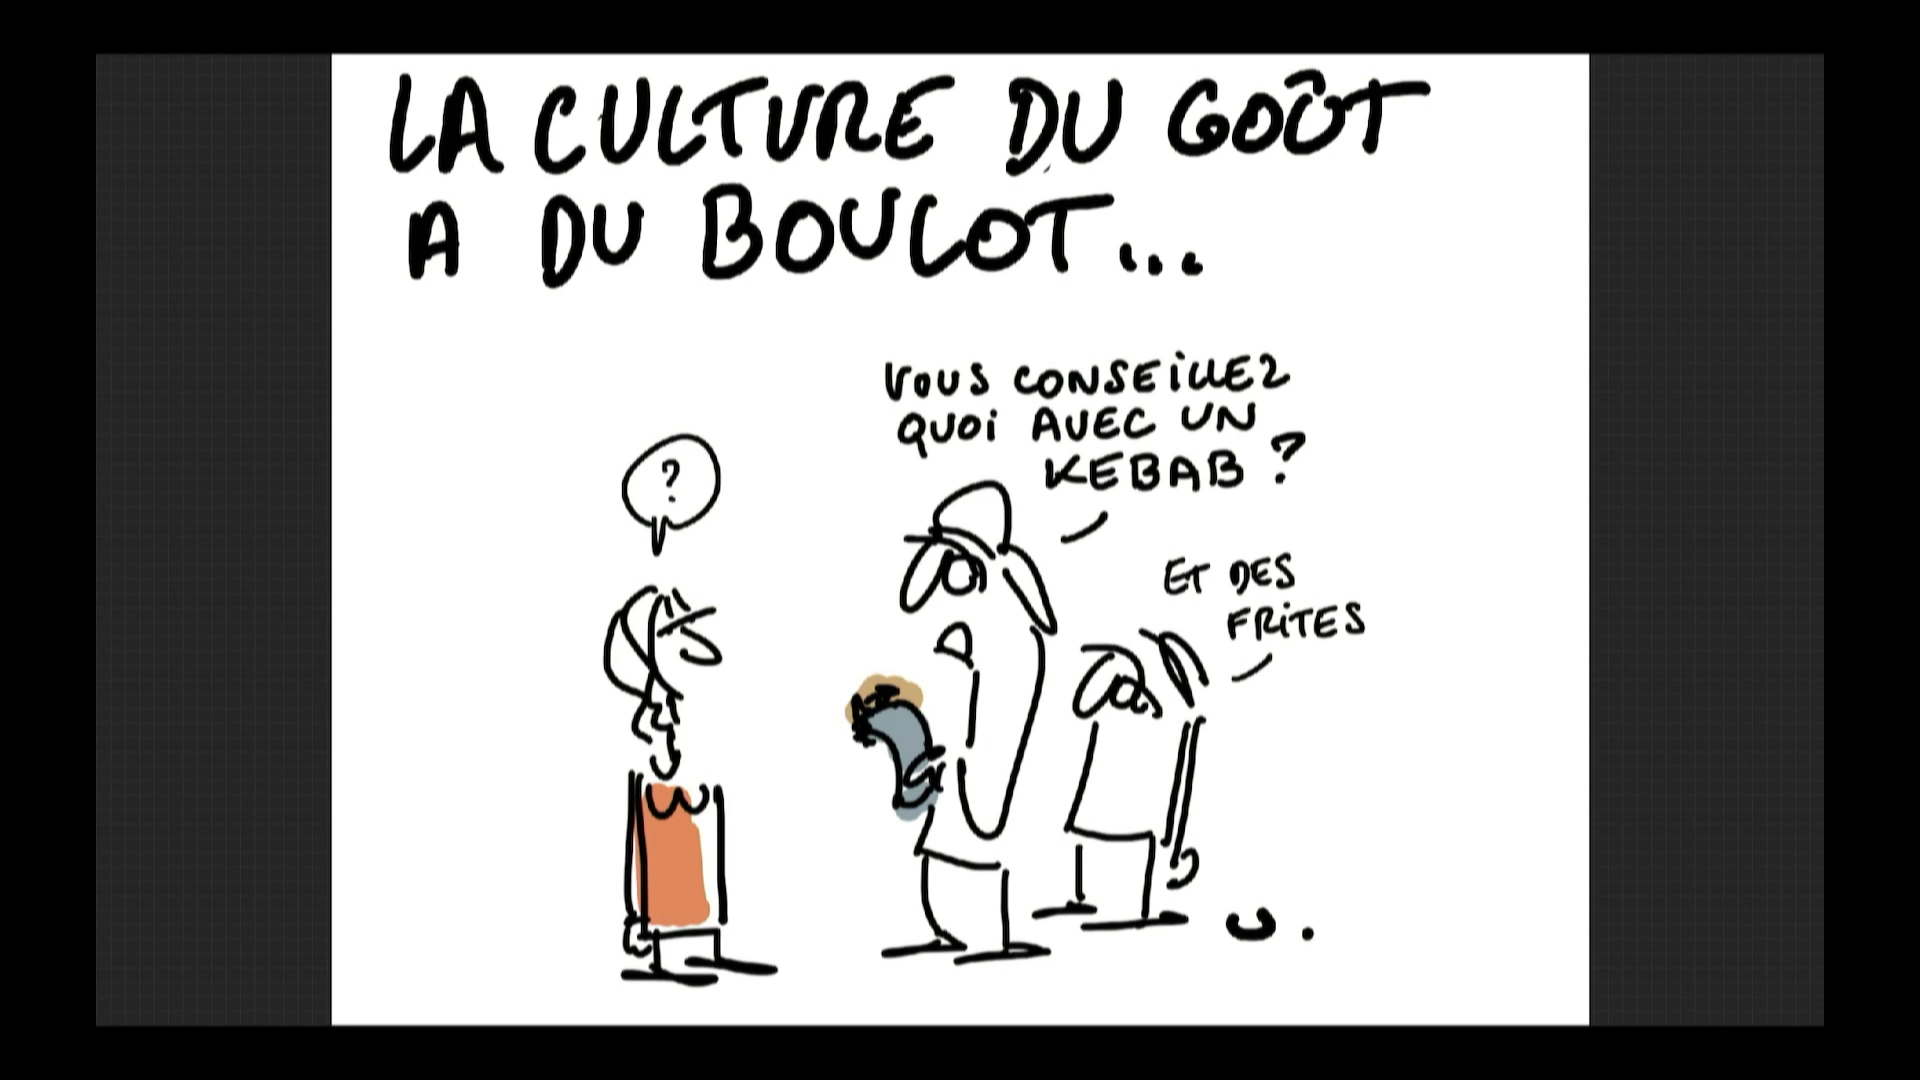 LA CULTURE DU GOÛT
A DU BOULOT...
VOUS CONSEILLEZ
QUOI AVEC UN
KEBAB ?
?
ET DES
FRITES